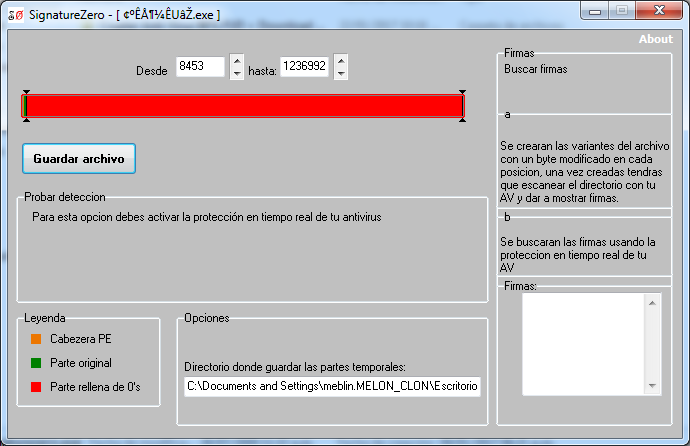 SignatureZero - [ ¢ºÊÅ¶¼ÊUâŽ.exe ]
About
Desde 8453 hasta: 1236992
Guardar archivo
Probar deteccion
Para esta opcion debes activar la protección en tiempo real de tu antivirus
Leyenda
Cabezera PE
Parte original
Parte rellena de 0's
Opciones
Directorio donde guardar las partes temporales:
C:\Documents and Settings\meblin.MELON_CLON\Escritorio
Firmas
Buscar firmas
a
Se crearan las variantes del archivo
con un byte modificado en cada
posicion, una vez creadas tendras
que escanear el directorio con tu
AV y dar a mostrar firmas.
b
Se buscaran las firmas usando la
proteccion en tiempo real de tu
AV
Firmas: